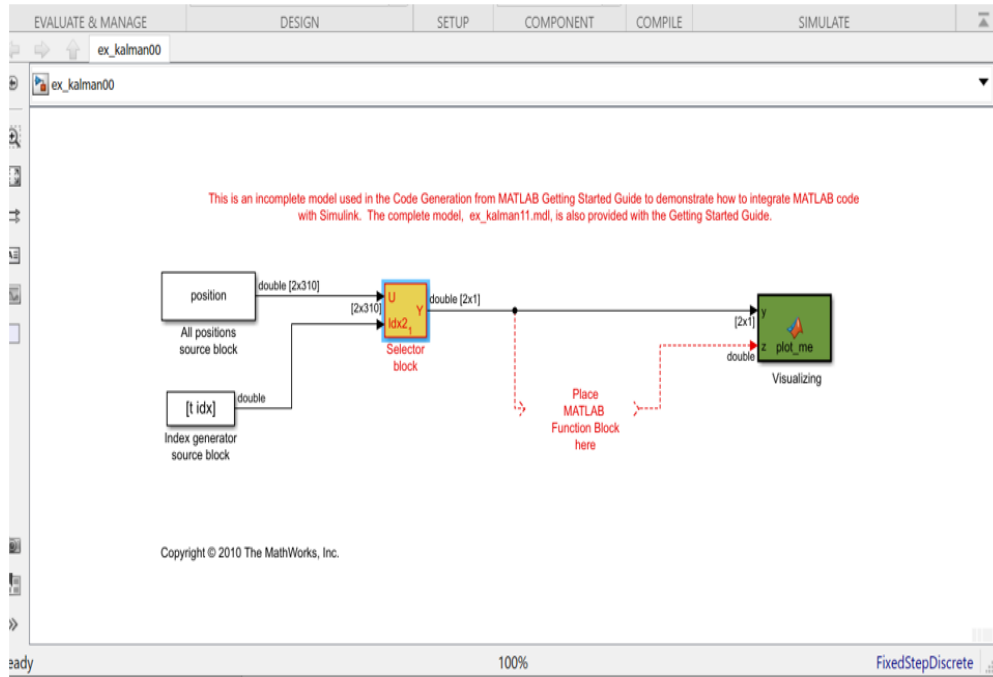 EVALUATE & MANAGE
DESIGN
SETUP
COMPONENT
COMPILE
SIMULATE
ex_kalman00
ex_kalman00
This is an incomplete model used in the Code Generation from MATLAB Getting Started Guide to demonstrate how to integrate MATLAB code
with Simulink. The complete model, ex_kalman11.mdl, is also provided with the Getting Started Guide.
position
double [2x310]
[2x310]
U
Y
Idx2
1
double [2x1]
All positions
source block
Selector
block
[2x1]
y
plot_me
z
double
Visualizing
[t idx]
double
Index generator
source block
Place
MATLAB
Function Block
here
Copyright © 2010 The MathWorks, Inc.
eady
100%
FixedStepDiscrete